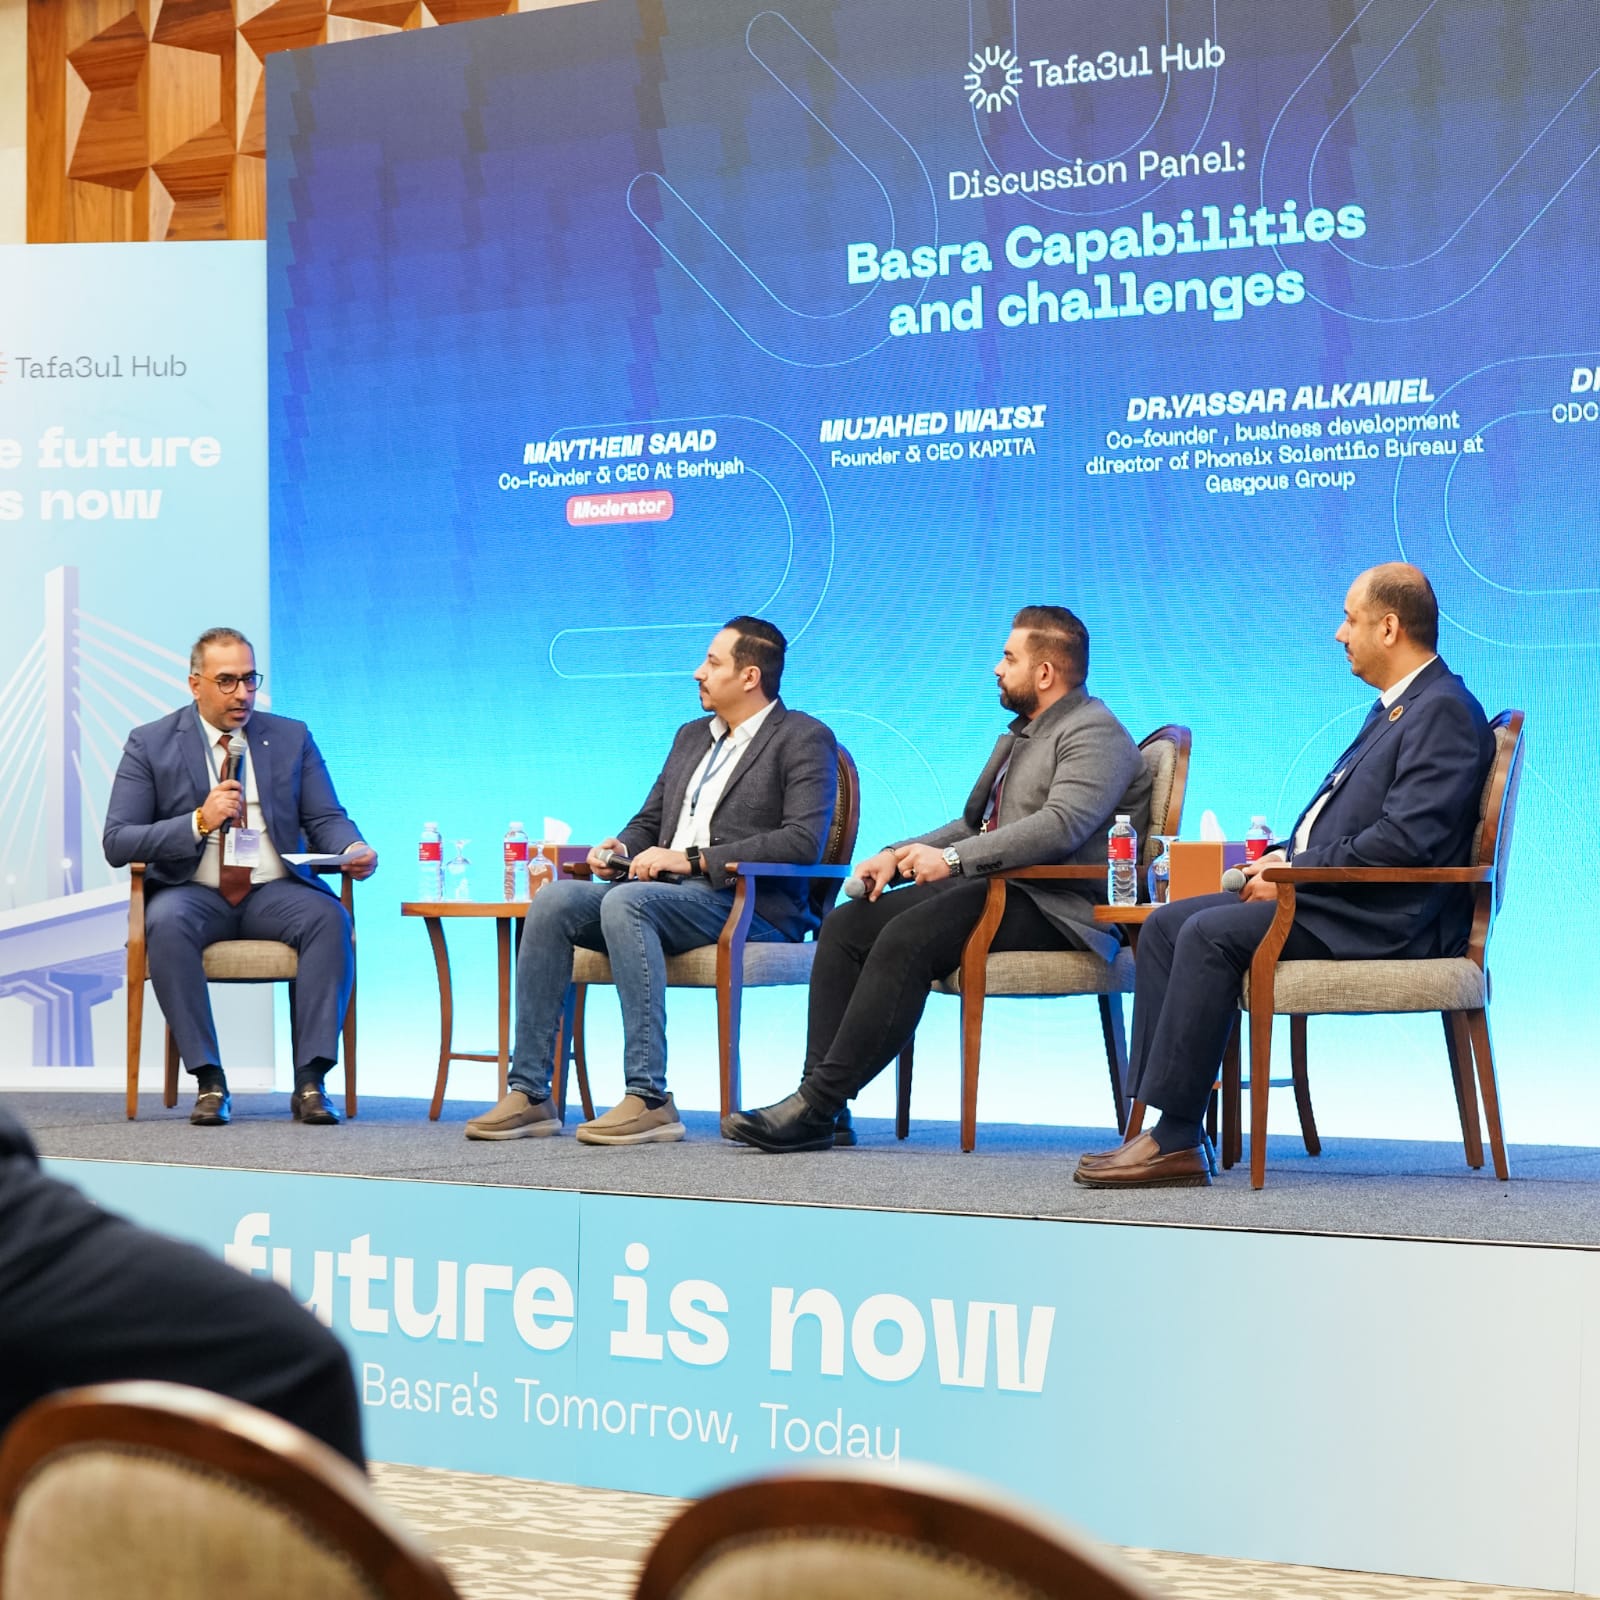 Tafa3ul Hub
Discussion Panel:
Basra Capabilities
and challenges
MAYTHEM SAAD
Co-Founder & CEO At Berhyah
Moderator
MUJAHED WAISI
Founder & CEO KAPITA
DR.YASSAR ALKAMEL
Co-founder , business development
director of Phoneix Scientific Bureau at
Gasgous Group
CDC
Tafa3ul Hub
future
now
future is now
Basra's Tomorrow, Today